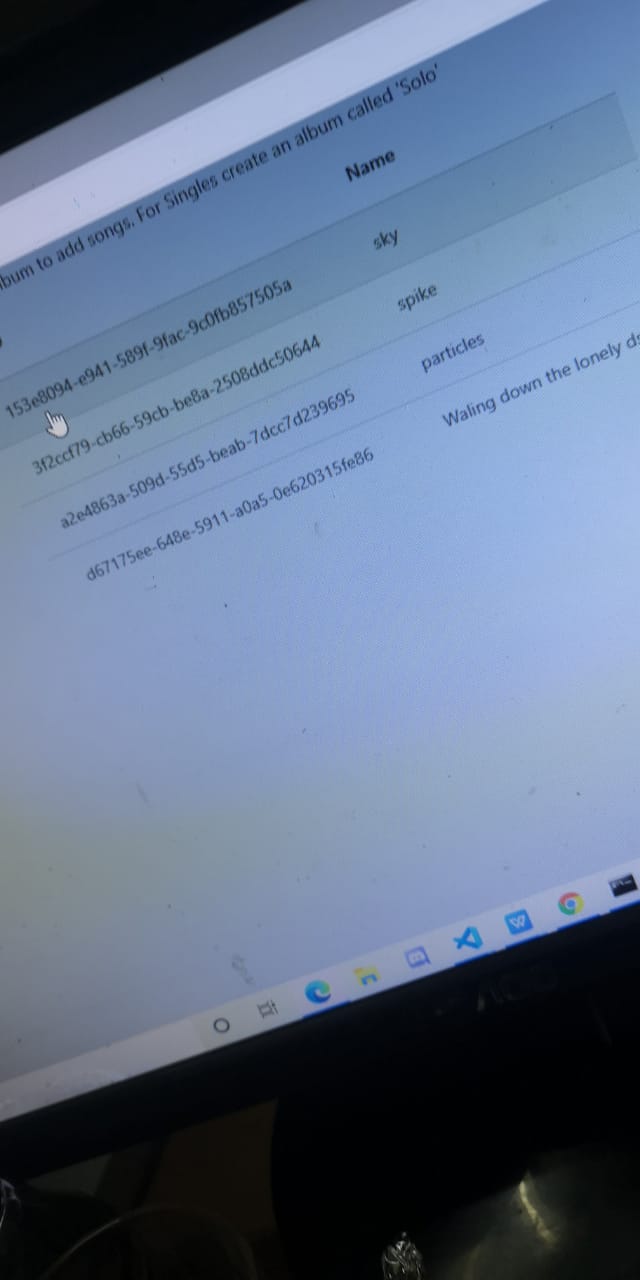 to add songs. For Singles create an album called 'Solo'
Name
153e8094-e941-589f-9fac-9c0fb857505a sky
3f2ccf79-cb66-59cb-be8a-2508ddc50644 spike
a2e4863a-509d-55d5-beab-7dcc7d239695 particles
d67175ee-648e-5911-a0a5-0e620315fe86 Waling down the lonely